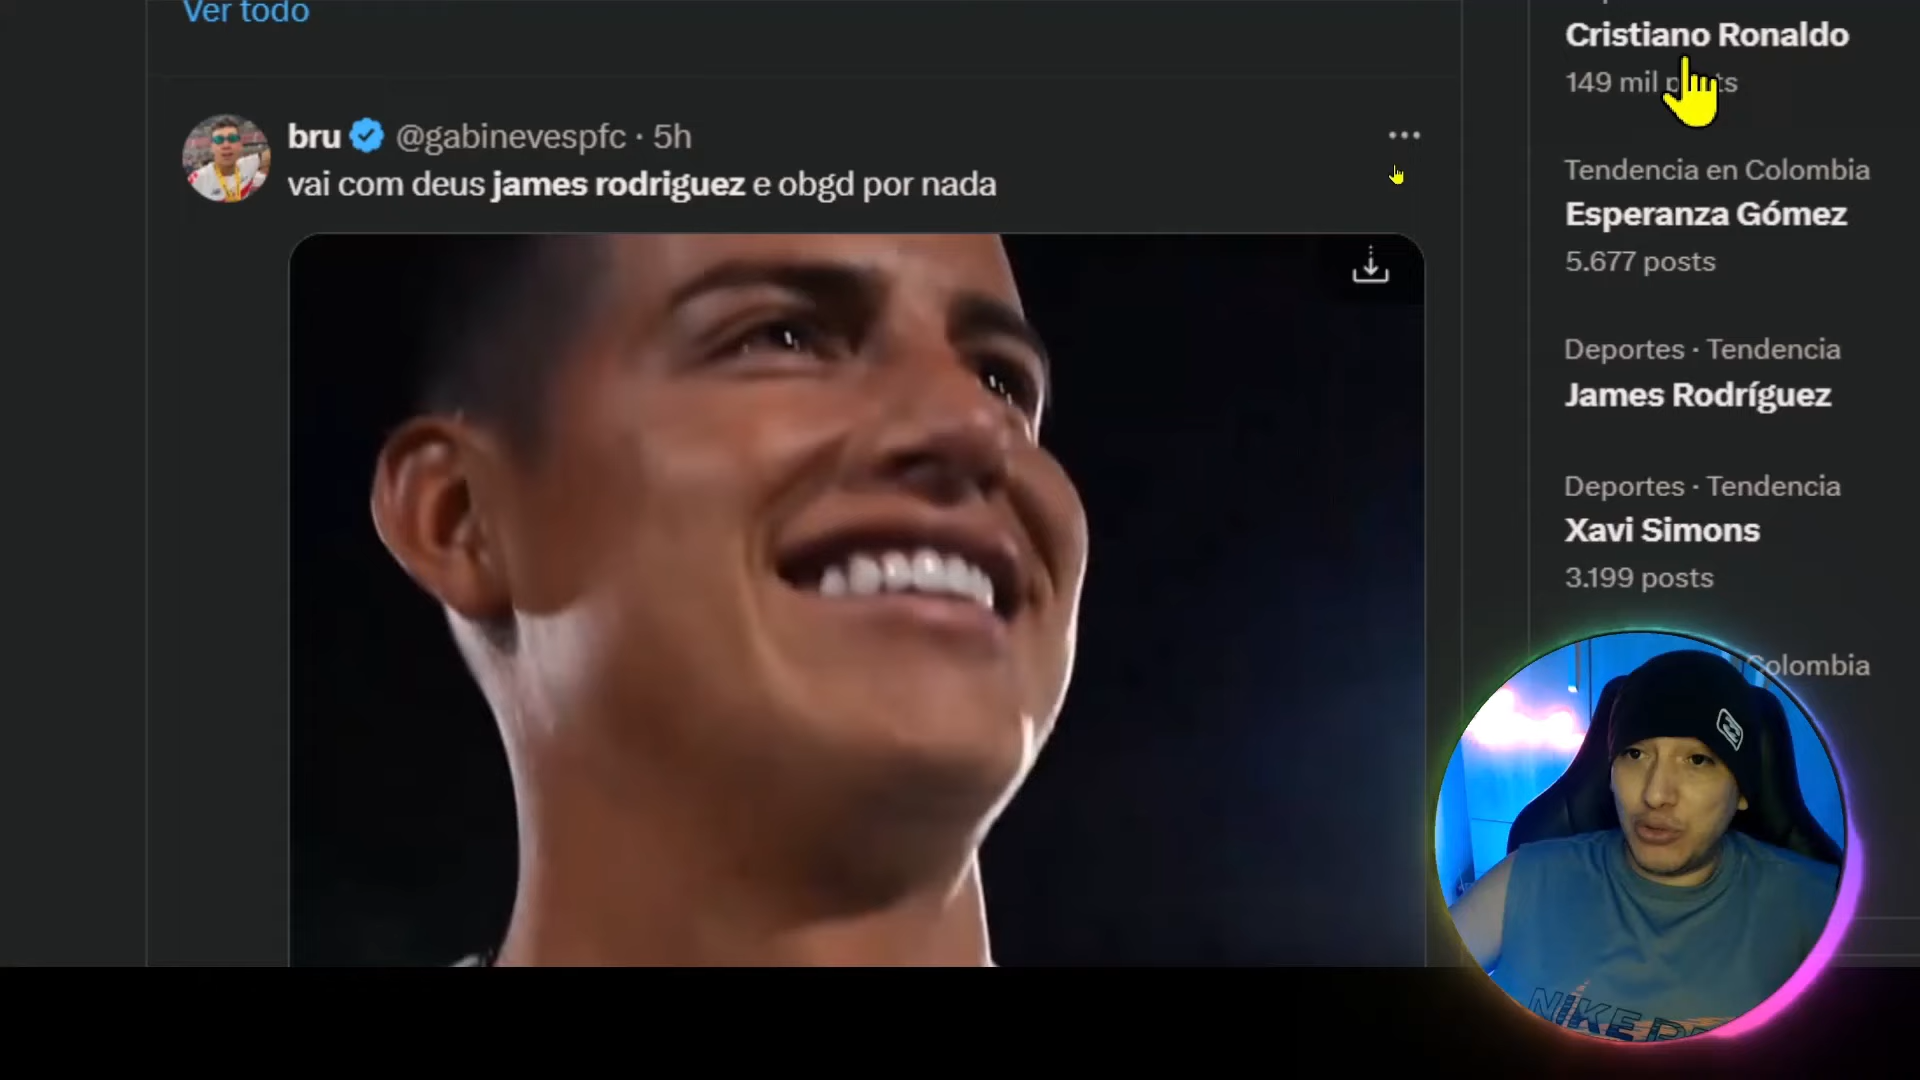 Ver todo
bru @gabinevespfc · 5h
vai com deus james rodriguez e obgd por nada
Cristiano Ronaldo
149 mil
Tendencia en Colombia
Esperanza Gómez
5.677 posts
Deportes · Tendencia
James Rodríguez
Deportes · Tendencia
Xavi Simons
3.199 posts
Colombia
NIKE